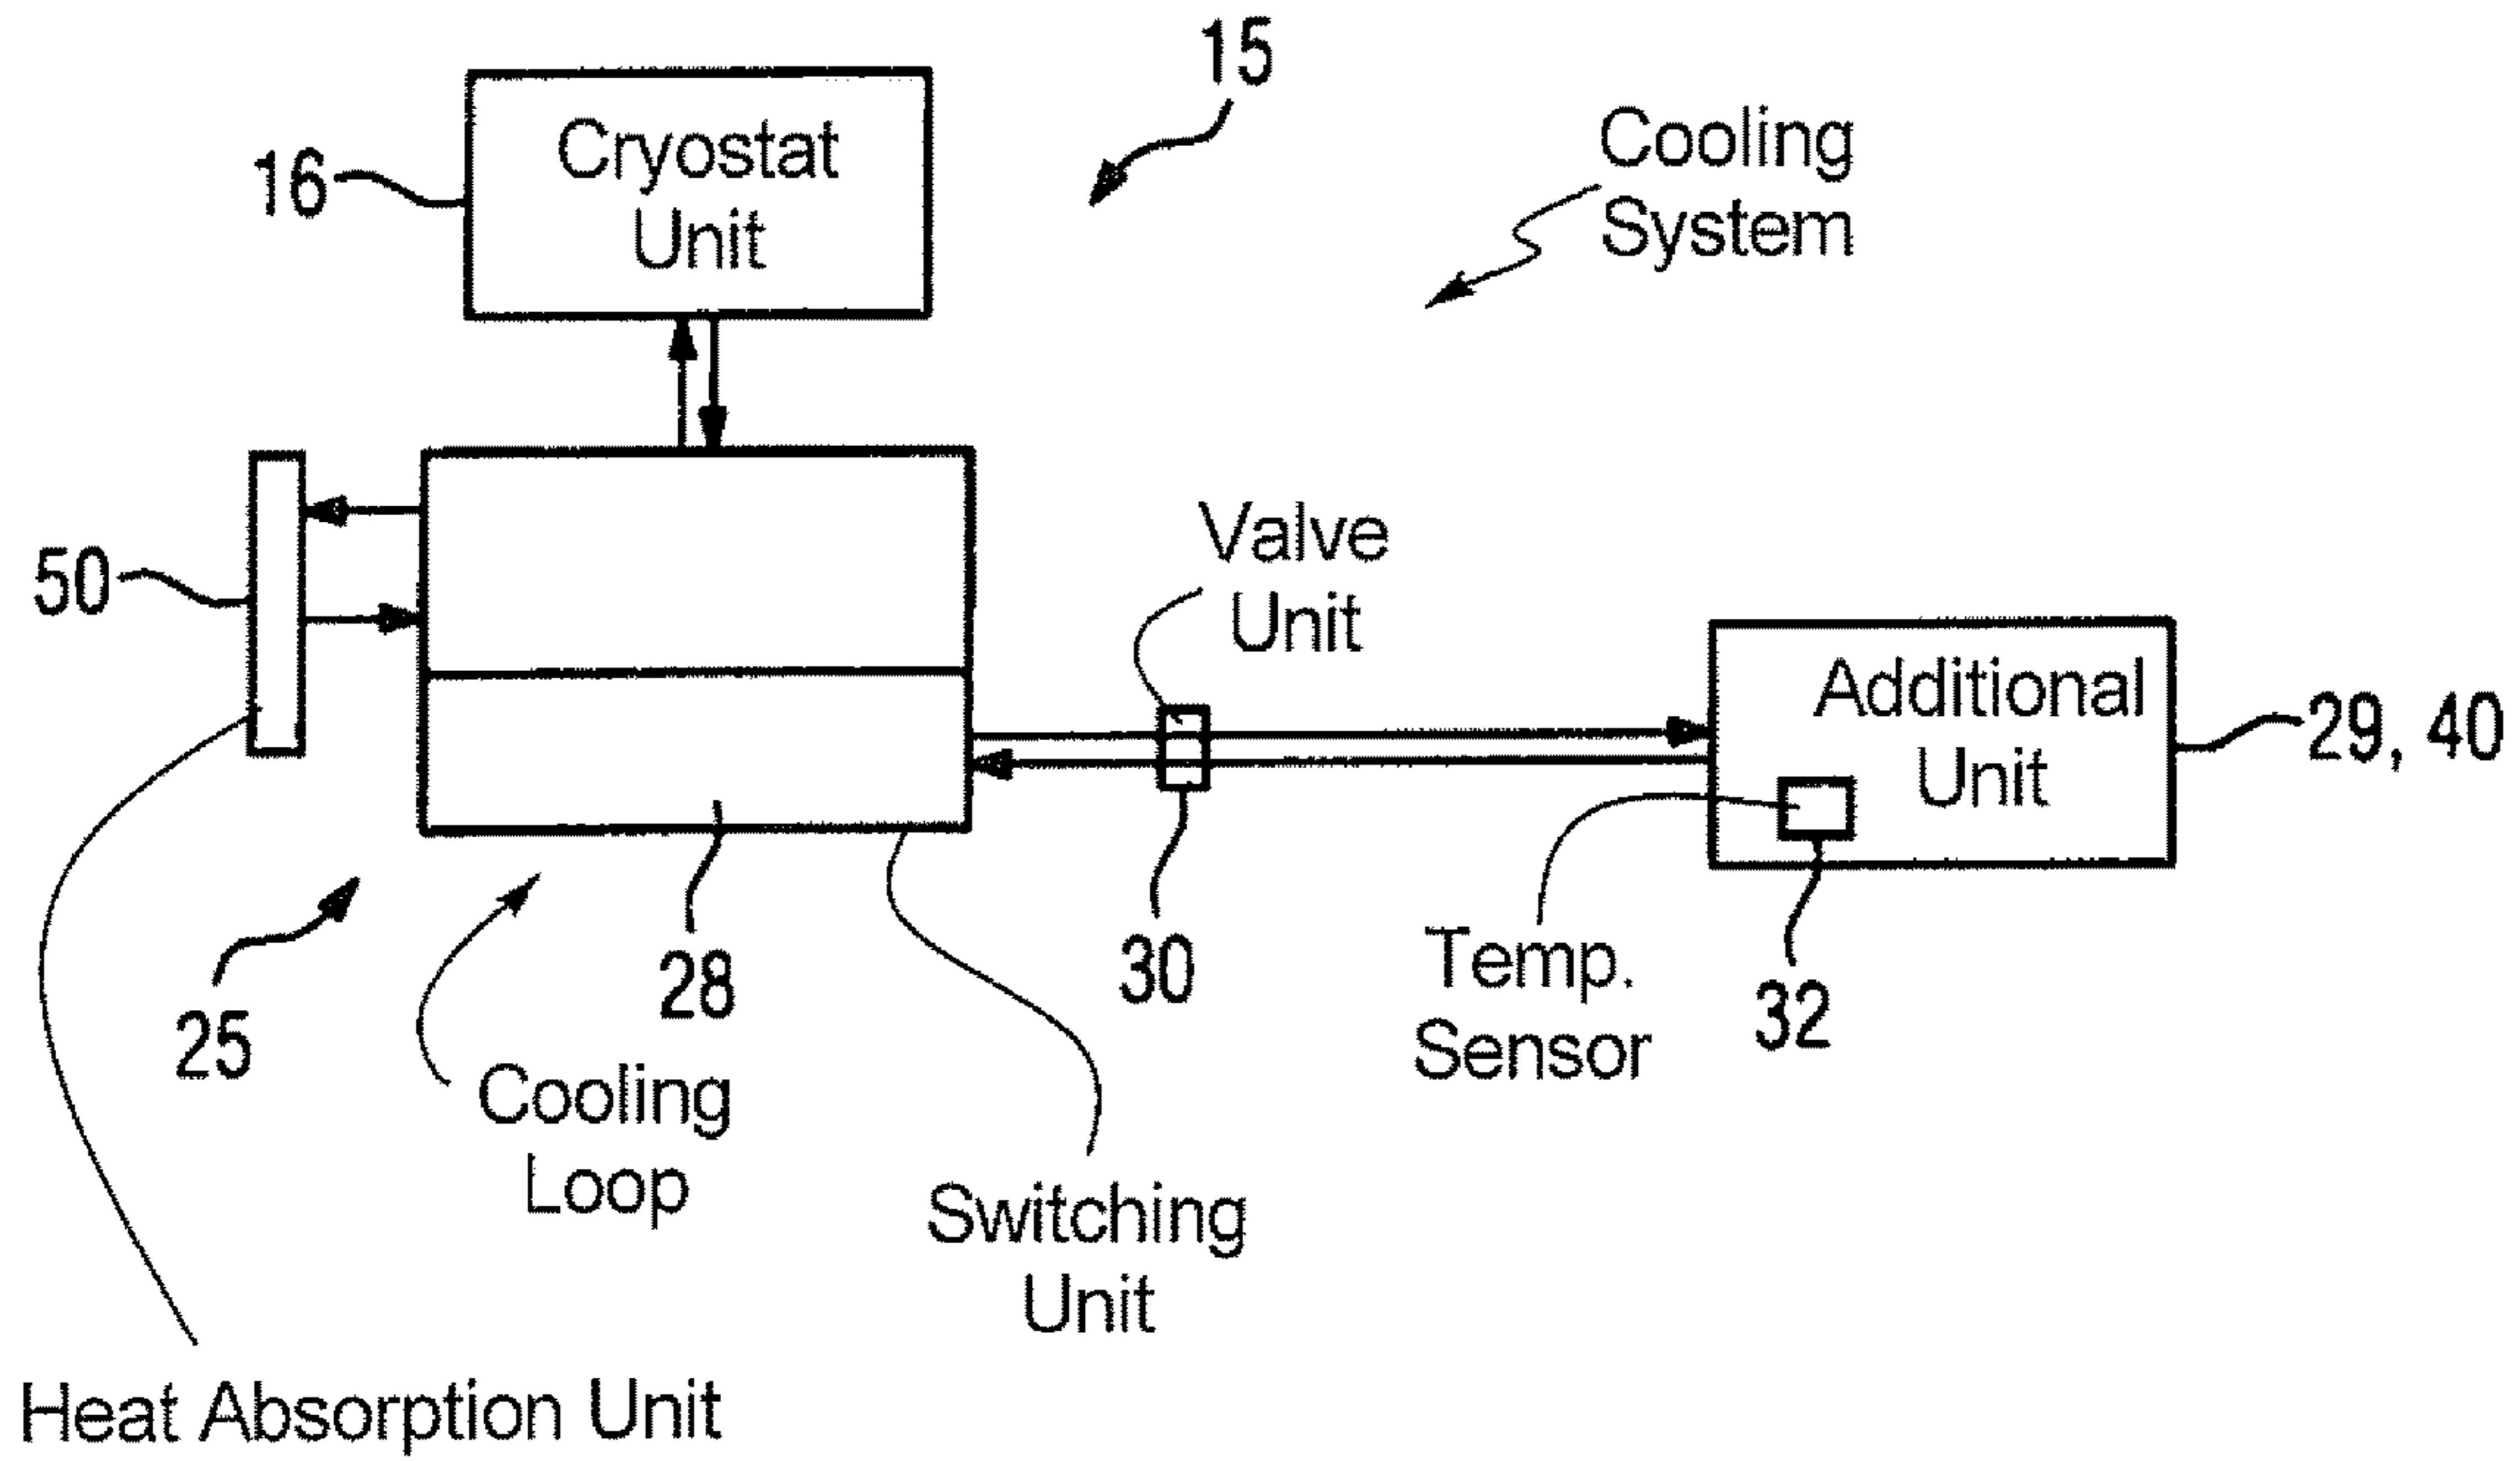 15
Cryostat
Unit
16
Cooling
System
Valve
Unit
50
Additional
Unit
29, 40
28
30
Temp.
Sensor
32
25
Cooling
Loop
Switching
Unit
Heat Absorption Unit